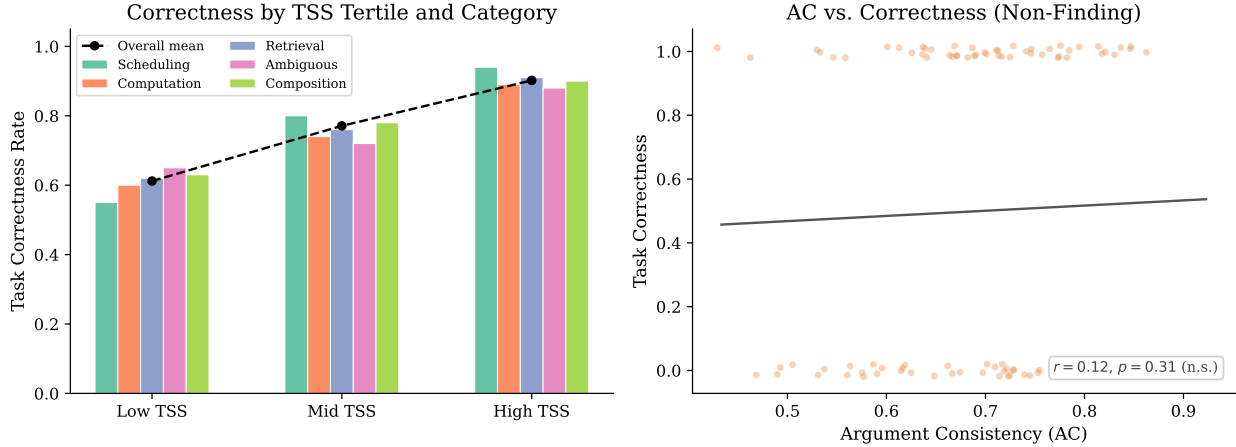 Correctness by TSS Tertile and Category
Task Correctness Rate
1.0
0.8
0.6
0.4
0.2
0.0
Overall mean
Scheduling
Computation
Retrieval
Ambiguous
Composition
Low TSS
Mid TSS
High TSS
AC vs. Correctness (Non-Finding)
Task Correctness
1.0
0.8
0.6
0.4
0.2
0.0
r = 0.12, p = 0.31 (n.s.)
0.5
0.6
0.7
0.8
0.9
Argument Consistency (AC)